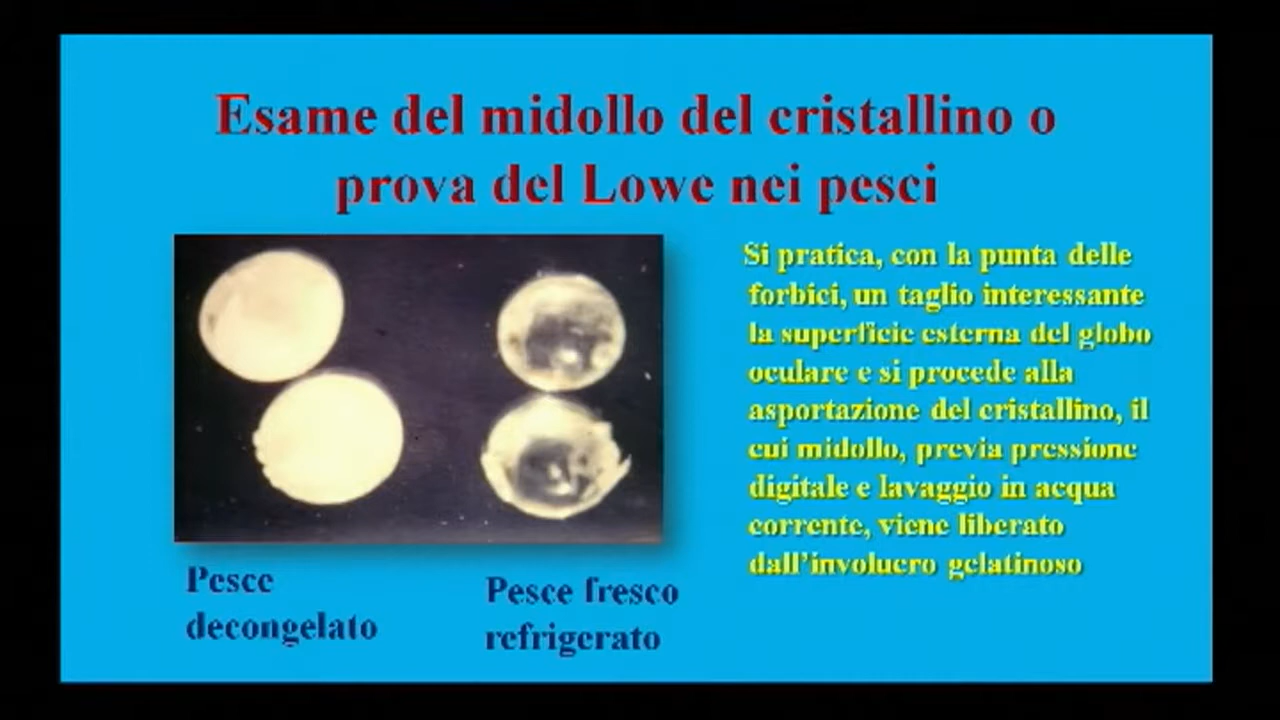 Esame del midollo del cristallino o
prova del Lowe nei pesci
Si pratica, con la punta delle
forbici, un taglio interessante
la superficie esterna del globo
oculare e si procede alla
asportazione del cristallino, il
cui midollo, previa pressione
digitale e lavaggio in acqua
corrente, viene liberato
dall'involucro gelatinoso
Pesce
decongelato
Pesce fresco
refrigerato